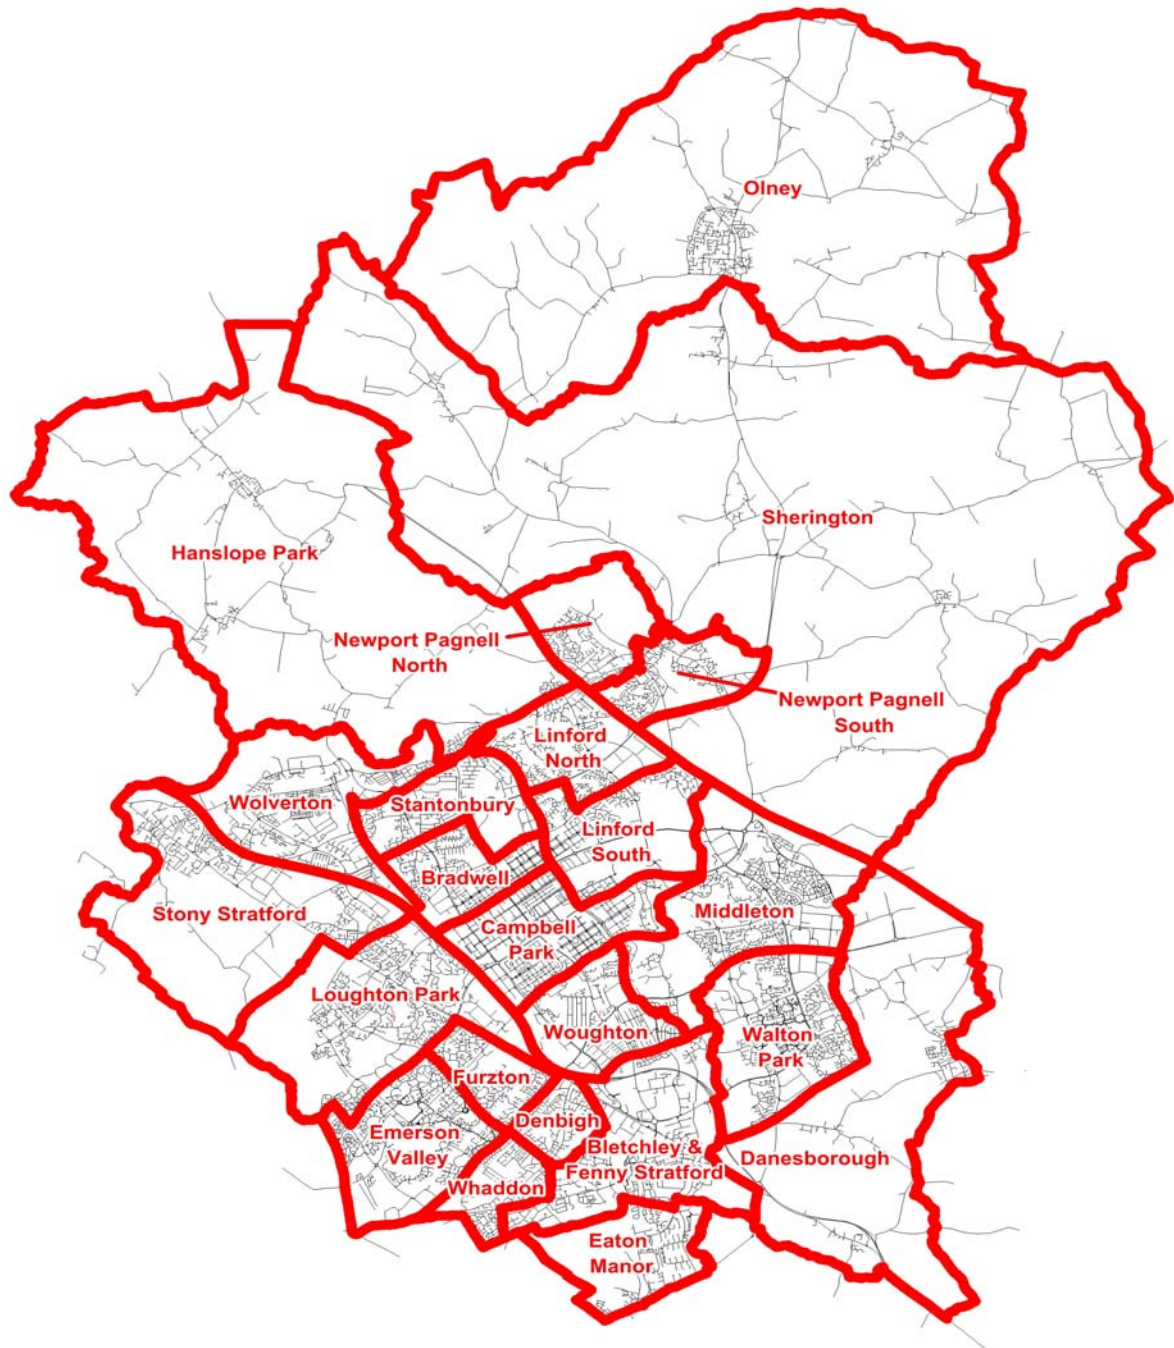 Olney
Sherington
Hanslope Park
Newport Pagnell
North
Newport Pagnell
South
Linford
North
Wolverton
Stantonbury
Linford
South
Bradwell
Stony Stratford
Middleton
Campbell
Park
Loughton Park
Woughton
Walton
Park
Furzton
Denbigh
Emerson
Valley
Bletchley &
Fenny Stratford
Danesborough
Whaddon
Eaton
Manor